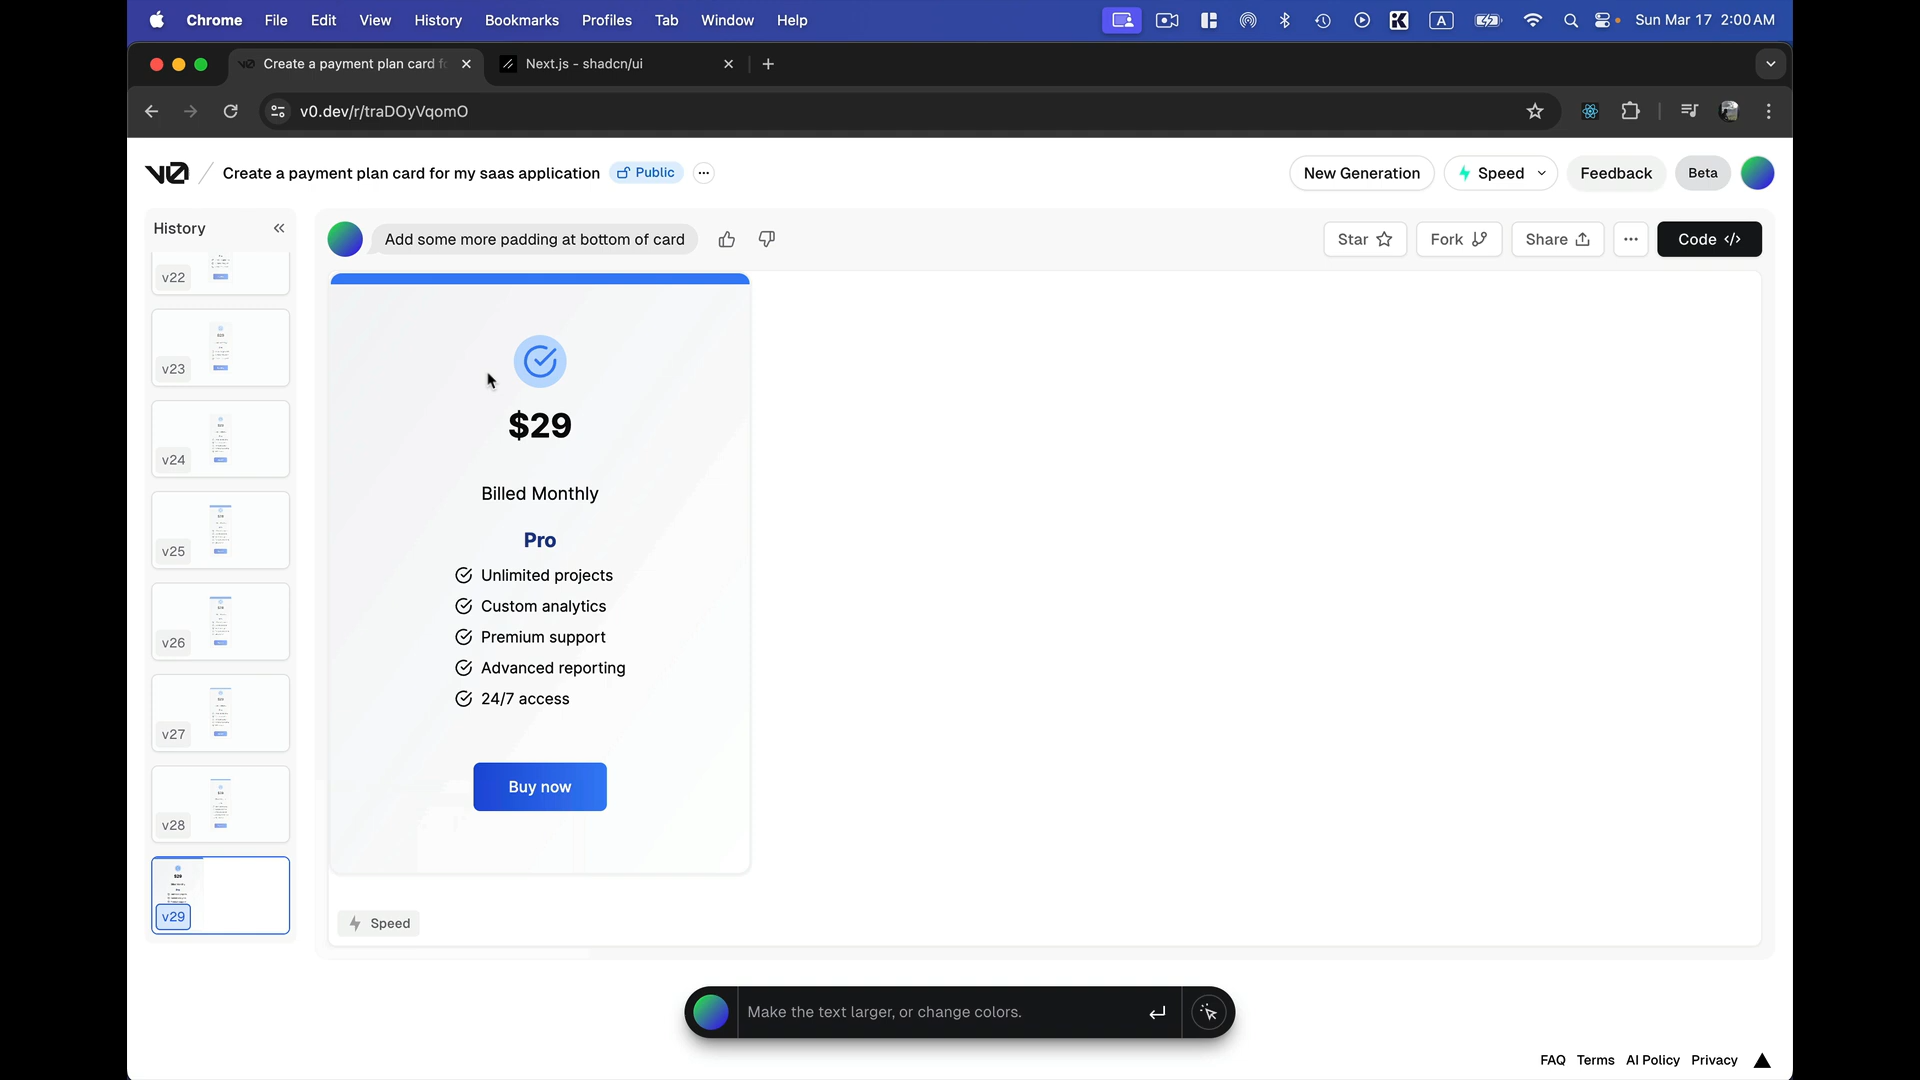 Chrome File Edit View History Bookmarks Profiles Tab Window Help A Sun Mar 17 2:00 AM
Create a payment plan card fo Next.js - shadcn/ui
v0.dev/r/traDOyVqomO
v0 / Create a payment plan card for my saas application Public New Generation Speed Feedback Beta
History
Add some more padding at bottom of card Star Fork Share Code </>
v22
v23
v24
v25
v26
v27
v28
v29
$29
Billed Monthly
Pro
Unlimited projects
Custom analytics
Premium support
Advanced reporting
24/7 access
Buy now
Speed
Make the text larger, or change colors.
FAQ Terms AI Policy Privacy